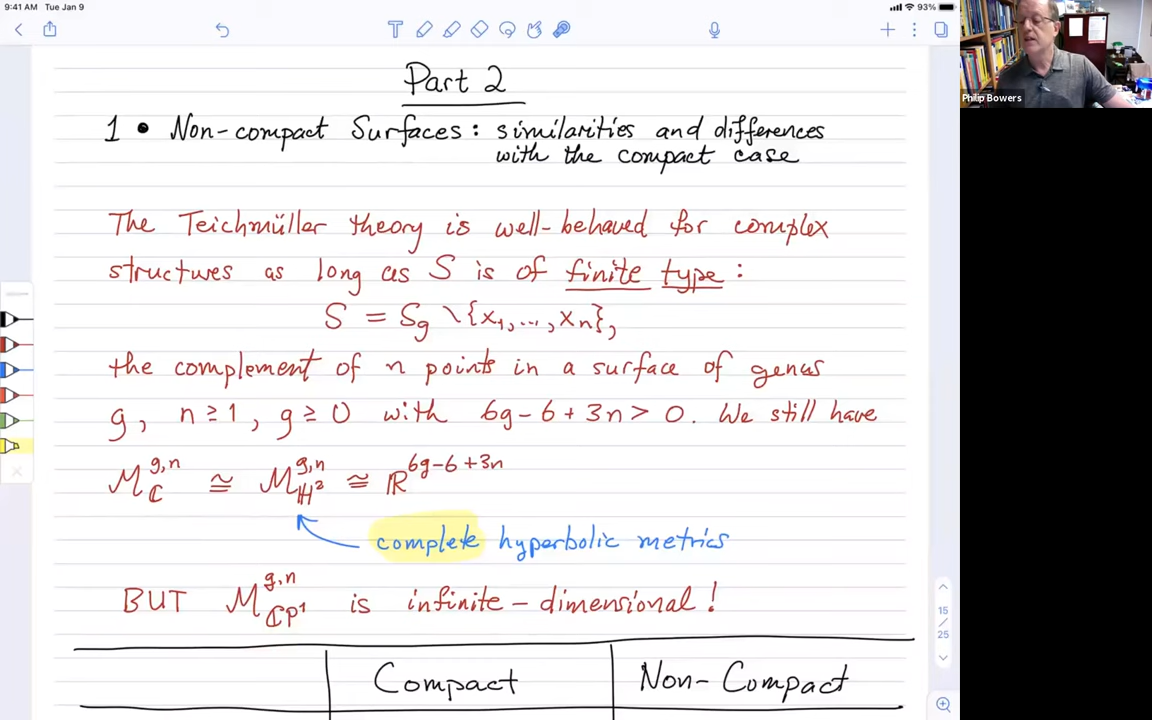 9:41 AM Tue Jan 9
93%
Philip Bowers
Part 2
1 • Non-compact Surfaces: similarities and differences
with the compact case
The Teichmüller theory is well-behaved for complex
structures as long as S is of finite type:
S = S_g \ {x₁,...,xₙ},
the complement of n points in a surface of genus
g, n ≥ 1, g ≥ 0 with 6g-6+3n > 0. We still have
M_ℂ^{g,n} ≅ M_{ℍ²}^{g,n} ≅ ℝ^{6g-6+3n}
complete hyperbolic metrics
BUT M_{ℂP¹}^{g,n} is infinite-dimensional!
Compact Non-Compact
15
/
25